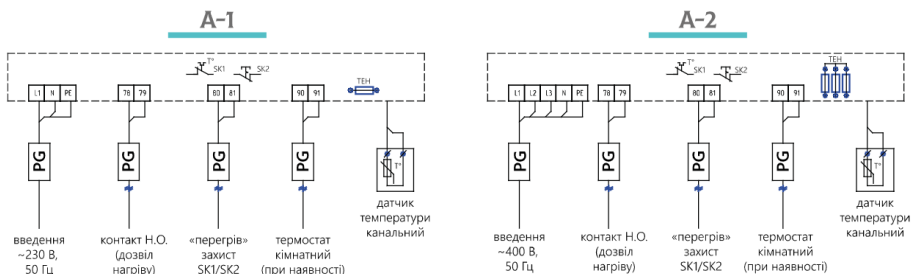 A-1
T° SK1 SK2
ТЕН
L1 N PE 78 79 80 81 90 91
PG PG PG PG
T°
датчик
температури
канальний
введення
~230 В,
50 Гц
контакт Н.О.
(дозвіл
нагріву)
«перегрів»
захист
SK1/SK2
термостат
кімнатний
(при наявності)
A-2
T° SK1 SK2
ТЕН
L1 L2 L3 N PE 78 79 80 81 90 91
PG PG PG PG
T°
датчик
температури
канальний
введення
~400 В,
50 Гц
контакт Н.О.
(дозвіл
нагріву)
«перегрів»
захист
SK1/SK2
термостат
кімнатний
(при наявності)